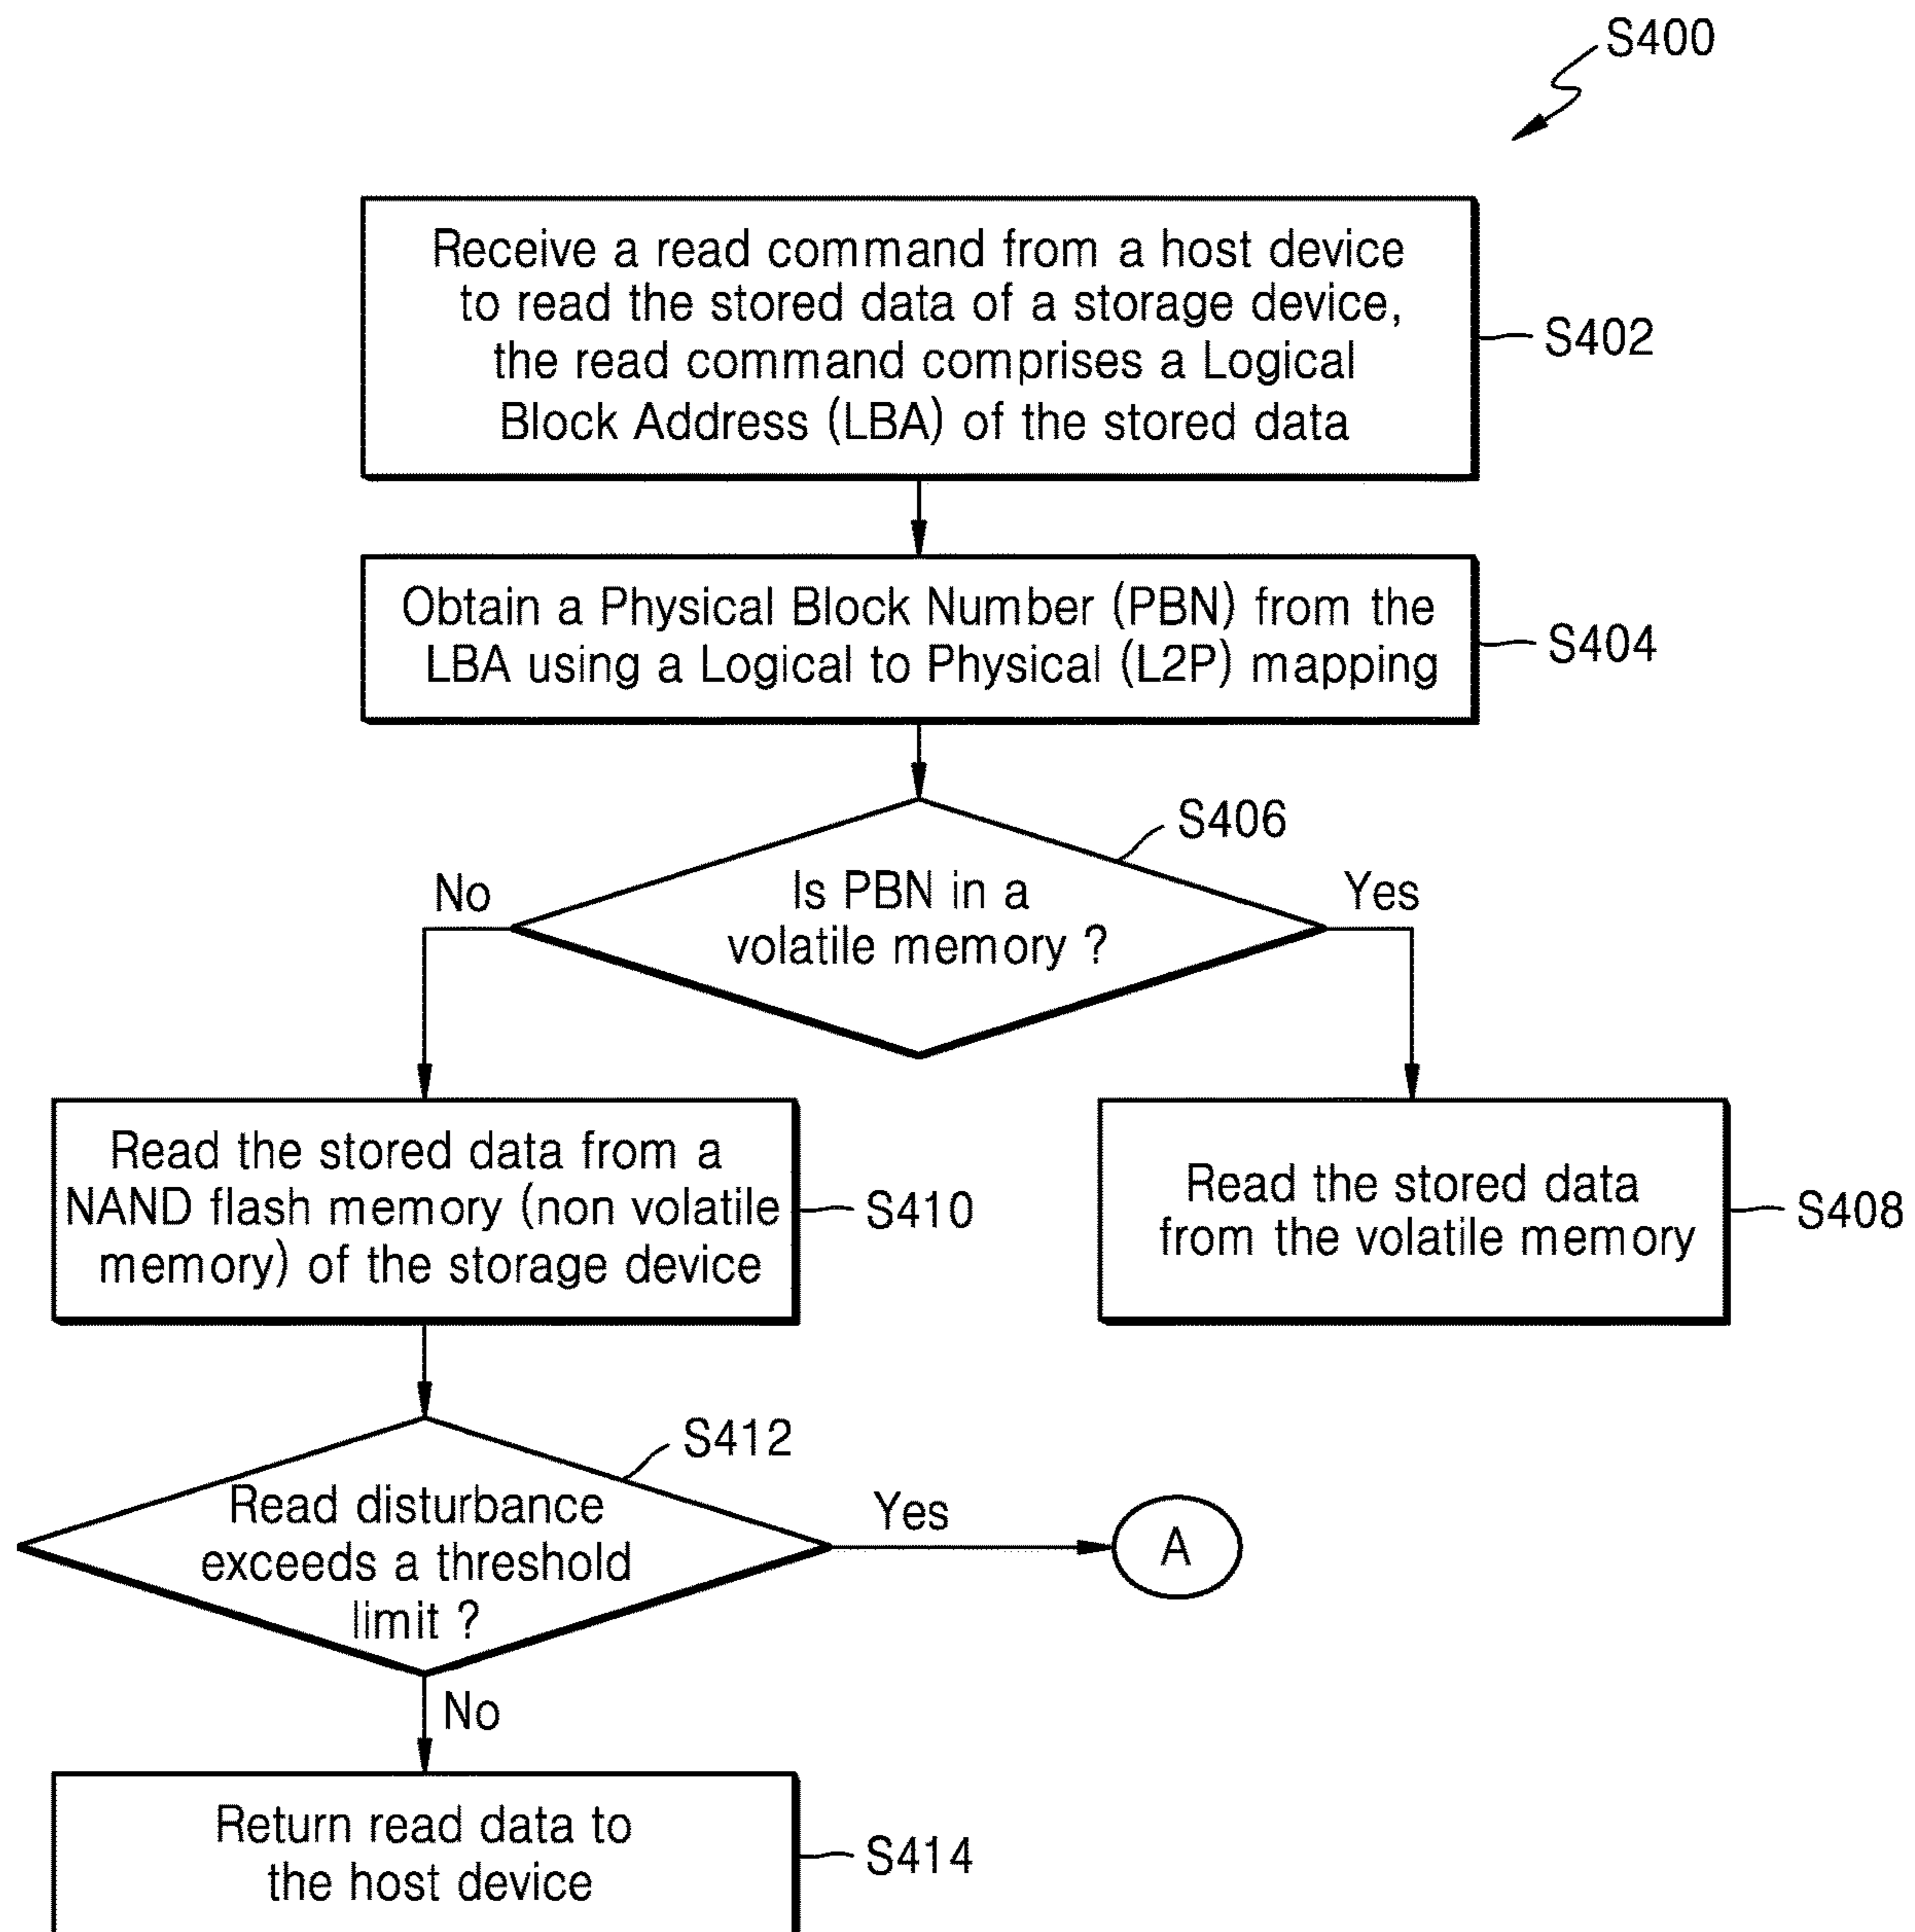 S400
Receive a read command from a host device
to read the stored data of a storage device,
the read command comprises a Logical
Block Address (LBA) of the stored data
S402
Obtain a Physical Block Number (PBN) from the
LBA using a Logical to Physical (L2P) mapping
S404
S406
No
Is PBN in a
volatile memory ?
Yes
Read the stored data from a
NAND flash memory (non volatile
memory) of the storage device
S410
Read the stored data
from the volatile memory
S408
S412
Read disturbance
exceeds a threshold
limit ?
Yes
A
No
Return read data to
the host device
S414